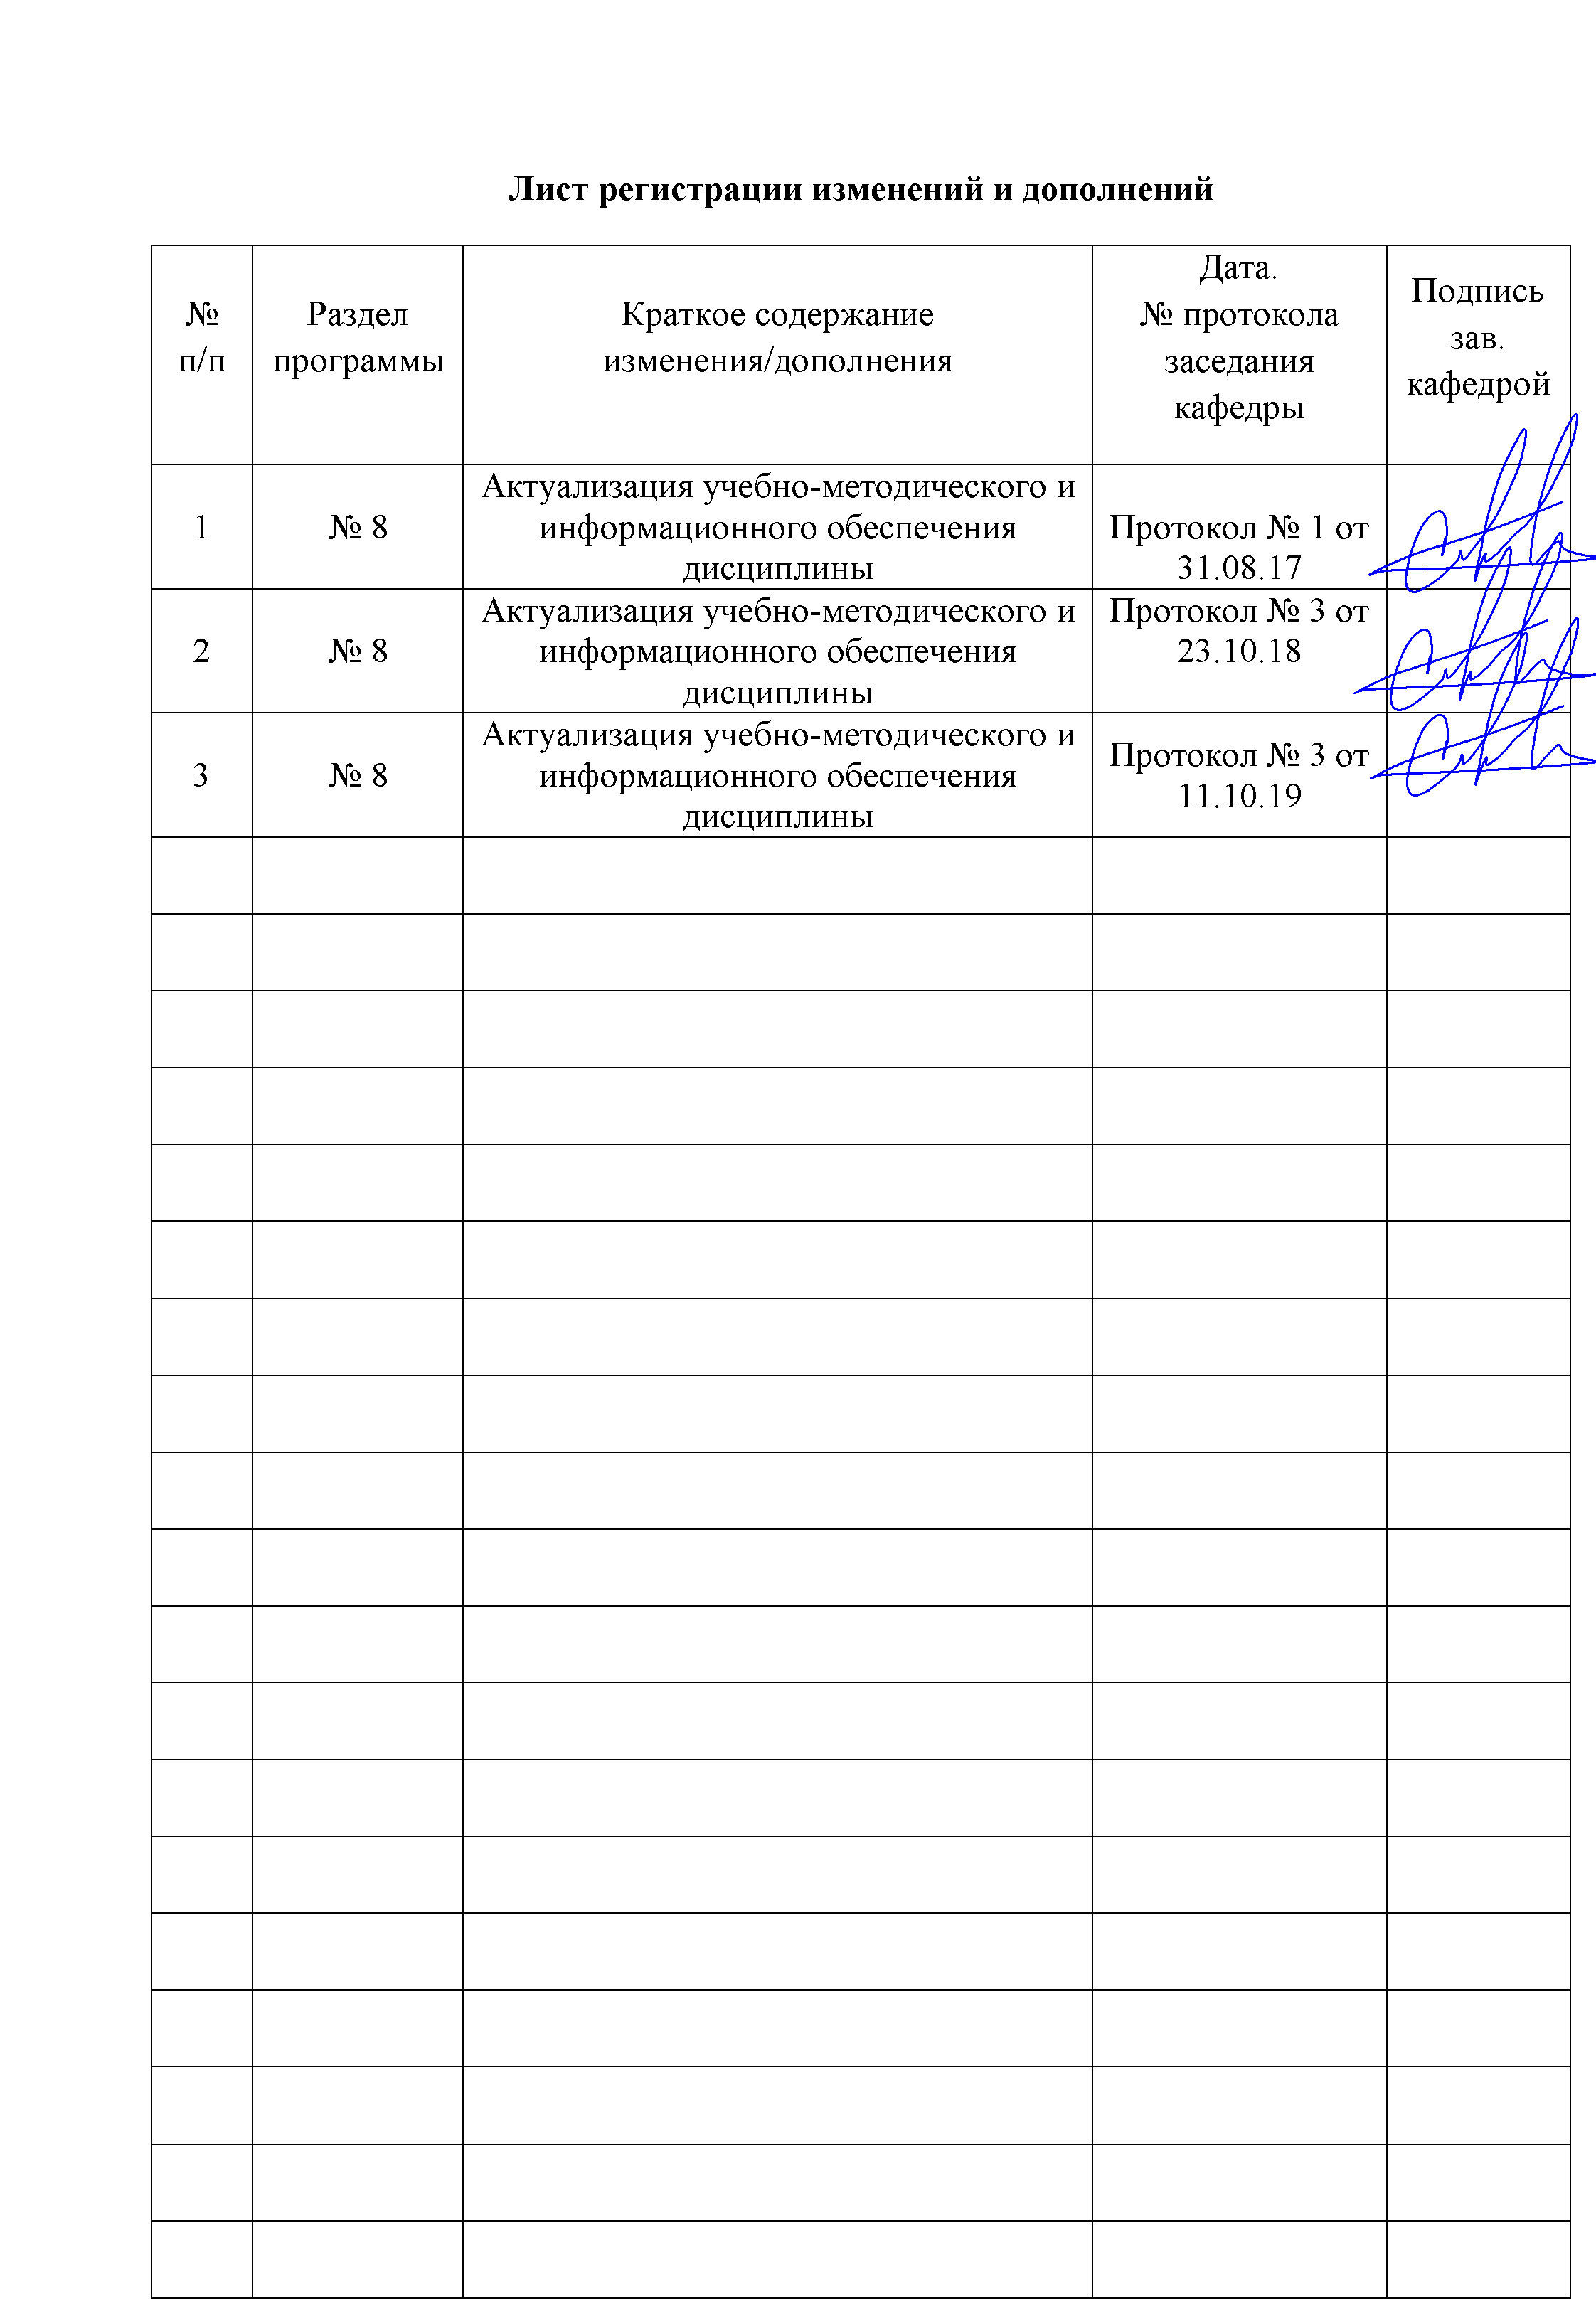 Лист регистрации изменений и дополнений
№
п/п
Раздел
программы
Краткое содержание
изменения/дополнения
Дата.
№ протокола
заседания
кафедры
Подпись
зав.
кафедрой
1
№ 8
Актуализация учебно-методического и
информационного обеспечения
дисциплины
Протокол № 1 от
31.08.17
2
№ 8
Актуализация учебно-методического и
информационного обеспечения
дисциплины
Протокол № 3 от
23.10.18
3
№ 8
Актуализация учебно-методического и
информационного обеспечения
дисциплины
Протокол № 3 от
11.10.19